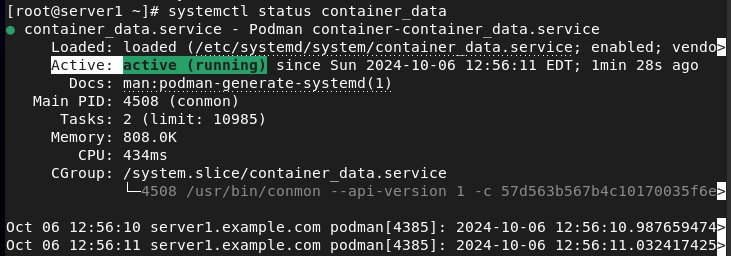 [root@server1 ~]# systemctl status container_data
● container_data.service - Podman container-container_data.service
Loaded: loaded (/etc/systemd/system/container_data.service; enabled; vendo>
Active: active (running) since Sun 2024-10-06 12:56:11 EDT; 1min 28s ago
Docs: man:podman-generate-systemd(1)
Main PID: 4508 (conmon)
Tasks: 2 (limit: 10985)
Memory: 808.0K
CPU: 434ms
CGroup: /system.slice/container_data.service
└─4508 /usr/bin/conmon --api-version 1 -c 57d563b567b4c10170035f6e>
Oct 06 12:56:10 server1.example.com podman[4385]: 2024-10-06 12:56:10.987659474>
Oct 06 12:56:11 server1.example.com podman[4385]: 2024-10-06 12:56:11.032417425>